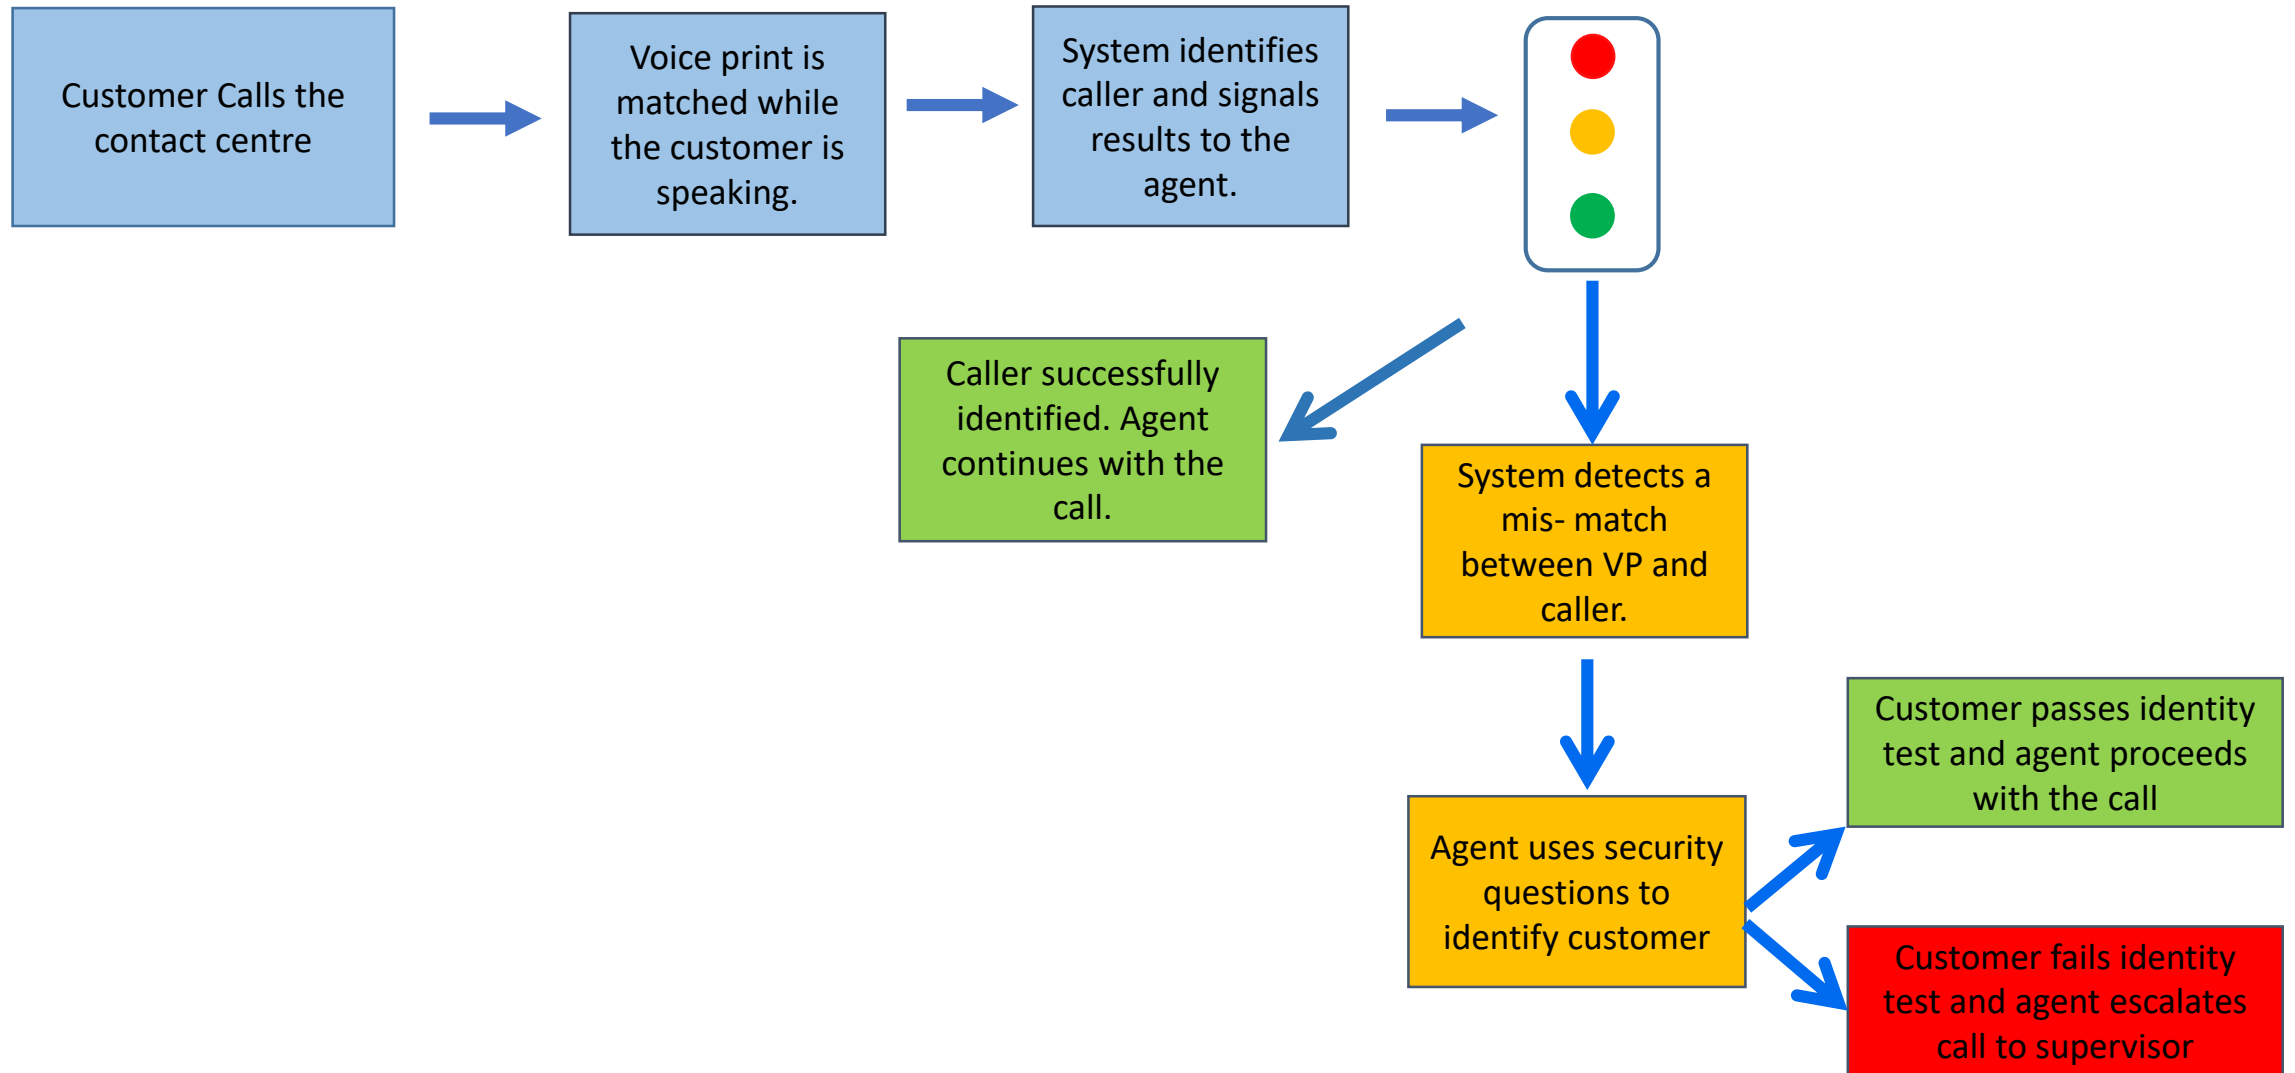 Customer Calls the
contact centre
Voice print is
matched while
the customer is
speaking.
System identifies
caller and signals
results to the
agent.
Caller successfully
identified. Agent
continues with the
call.
System detects a
mis- match
between VP and
caller.
Agent uses security
questions to
identify customer
Customer passes identity
test and agent proceeds
with the call
Customer fails identity
test and agent escalates
call to supervisor